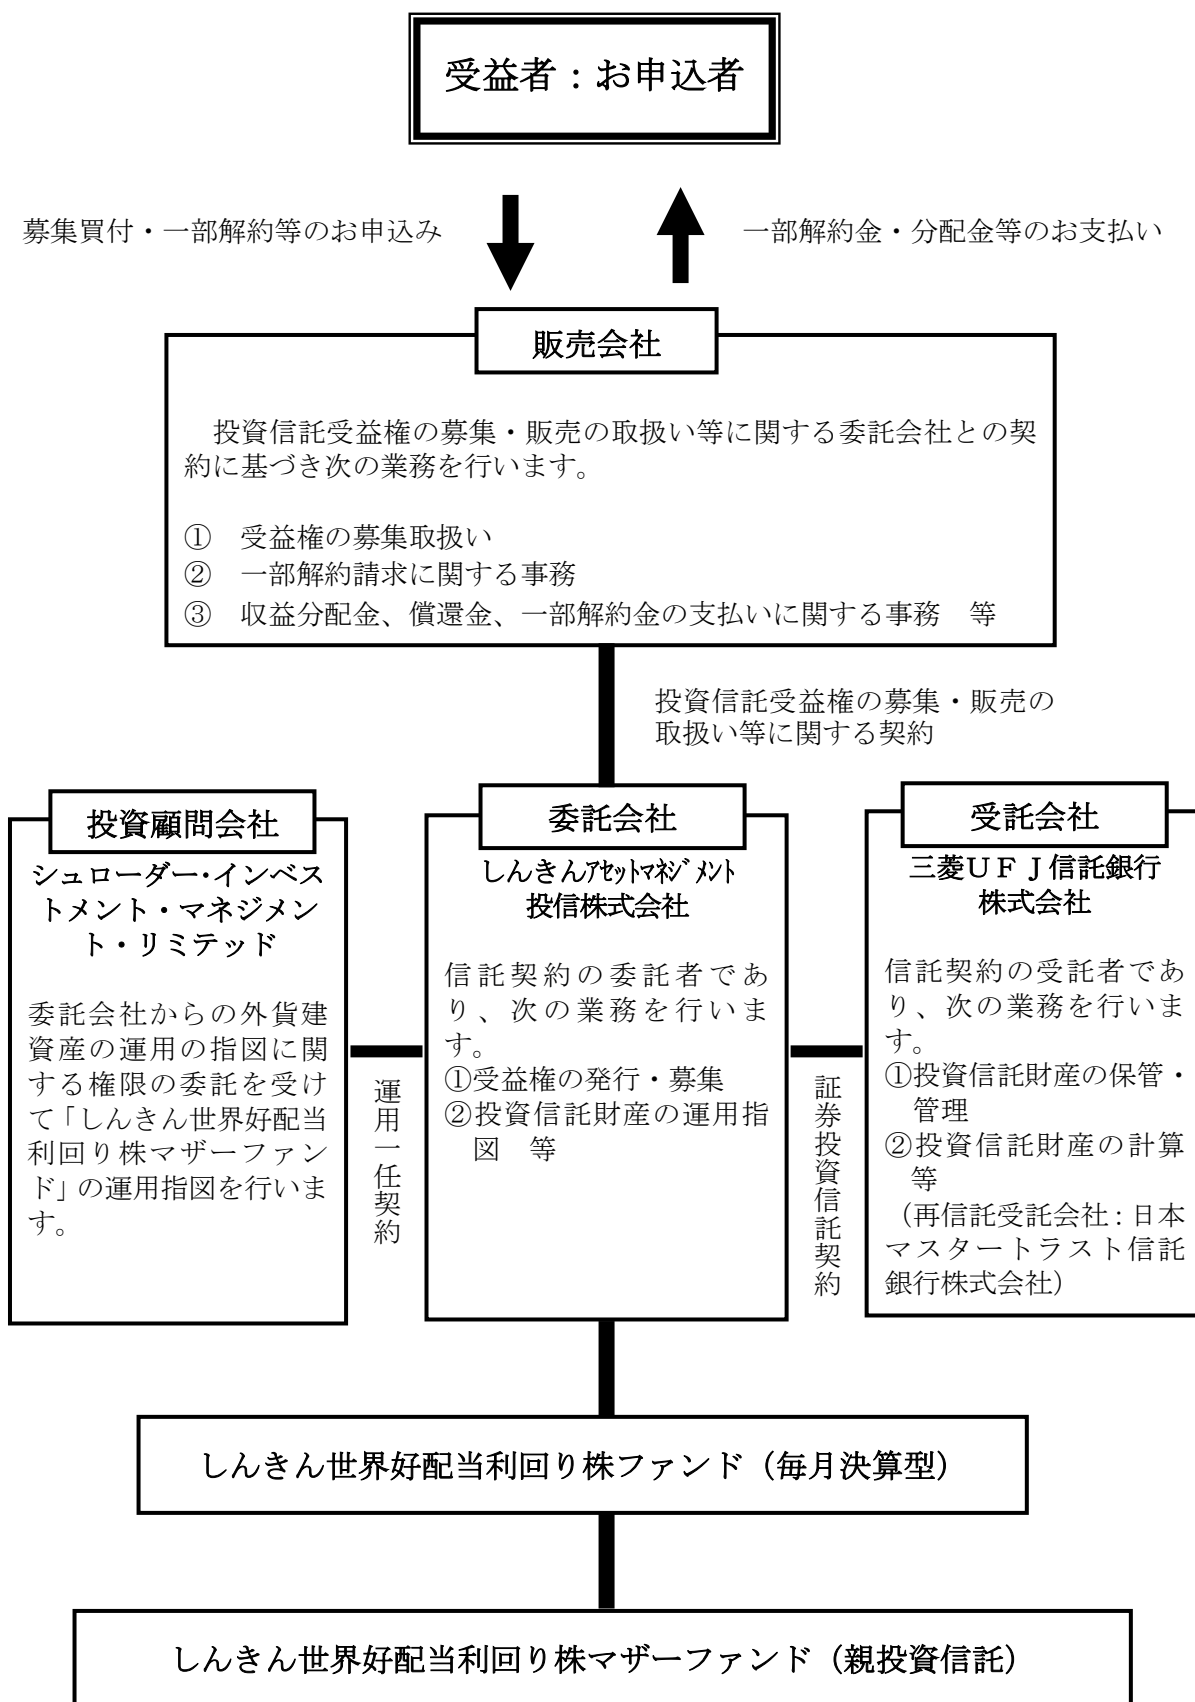 受益者：お申込者
募集買付・一部解約等のお申込み
一部解約金・分配金等のお支払い
販売会社
投資信託受益権の募集・販売の取扱い等に関する委託会社との契
約に基づき次の業務を行います。
①　受益権の募集取扱い
②　一部解約請求に関する事務
③　収益分配金、償還金、一部解約金の支払いに関する事務　等
投資信託受益権の募集・販売の
取扱い等に関する契約
投資顧問会社
シュローダー・インベス
トメント・マネジメン
ト・リミテッド
委託会社からの外貨建
資産の運用の指図に関
する権限の委託を受け
て「しんきん世界好配当
利回り株マザーファン
ド」の運用指図を行いま
す。
運用一任契約
委託会社
しんきんｱｾｯﾄﾏﾈｼﾞﾒﾝﾄ
投信株式会社
信託契約の委託者であ
り、次の業務を行いま
す。
①受益権の発行・募集
②投資信託財産の運用指
図　等
証券投資信託契約
受託会社
三菱ＵＦＪ信託銀行
株式会社
信託契約の受託者であ
り、次の業務を行いま
す。
①投資信託財産の保管・
管理
②投資信託財産の計算
等
（再信託受託会社：日本
マスタートラスト信託
銀行株式会社）
しんきん世界好配当利回り株ファンド（毎月決算型）
しんきん世界好配当利回り株マザーファンド（親投資信託）